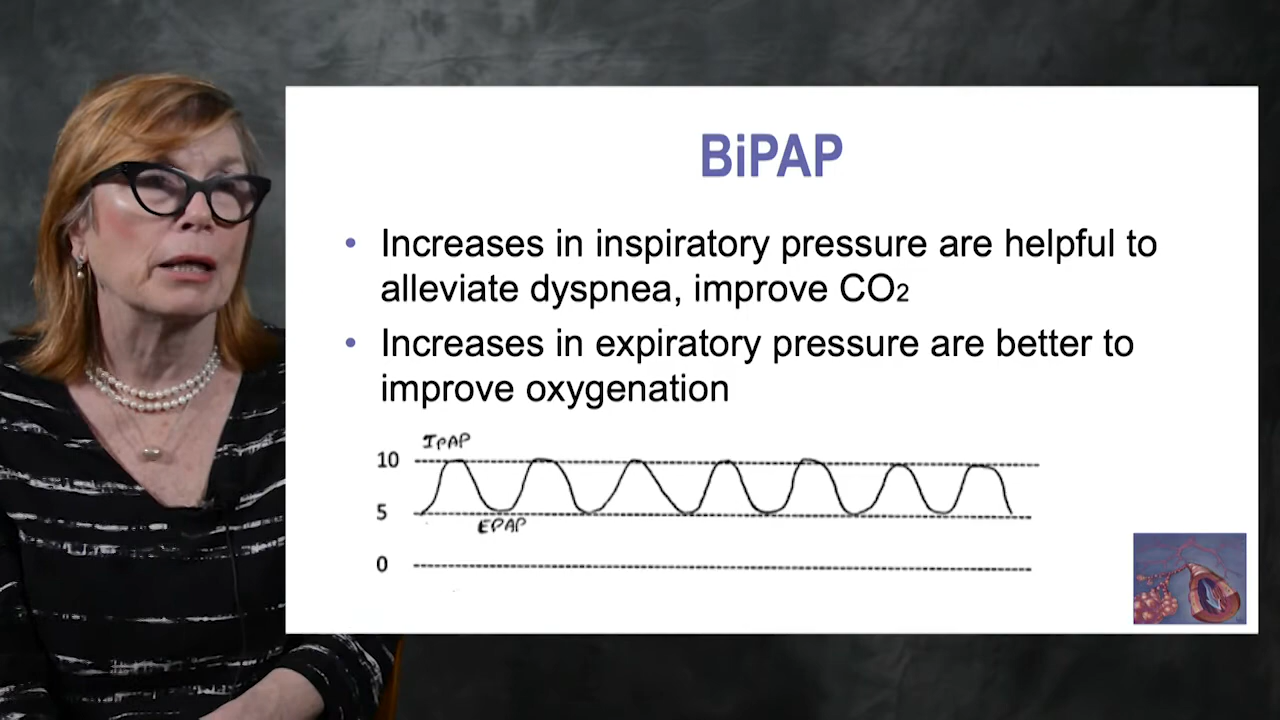 BiPAP
• Increases in inspiratory pressure are helpful to
alleviate dyspnea, improve CO₂
• Increases in expiratory pressure are better to
improve oxygenation
IPAP
10
5
EPAP
0